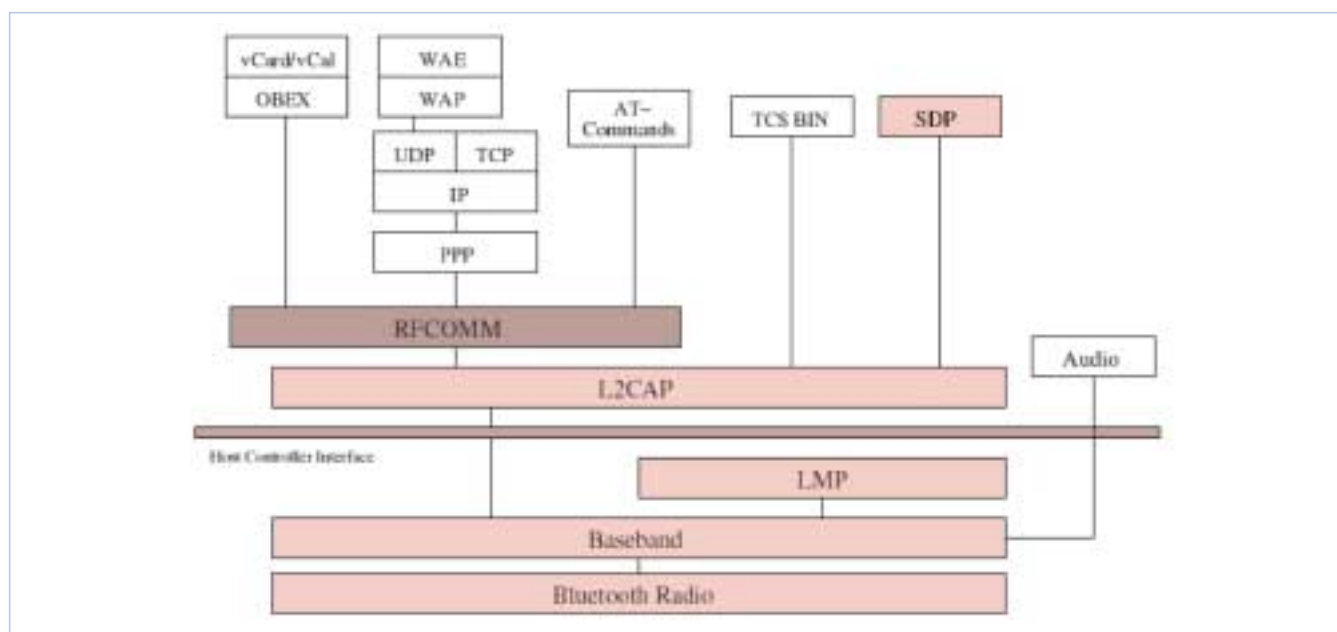 vCard/vCal
OBEX
WAE
WAP
UDP TCP
IP
PPP
AT-
Commands
TCS BIN
SDP
RFCOMM
L2CAP
Audio
Host Controller Interface
LMP
Baseband
Bluetooth Radio